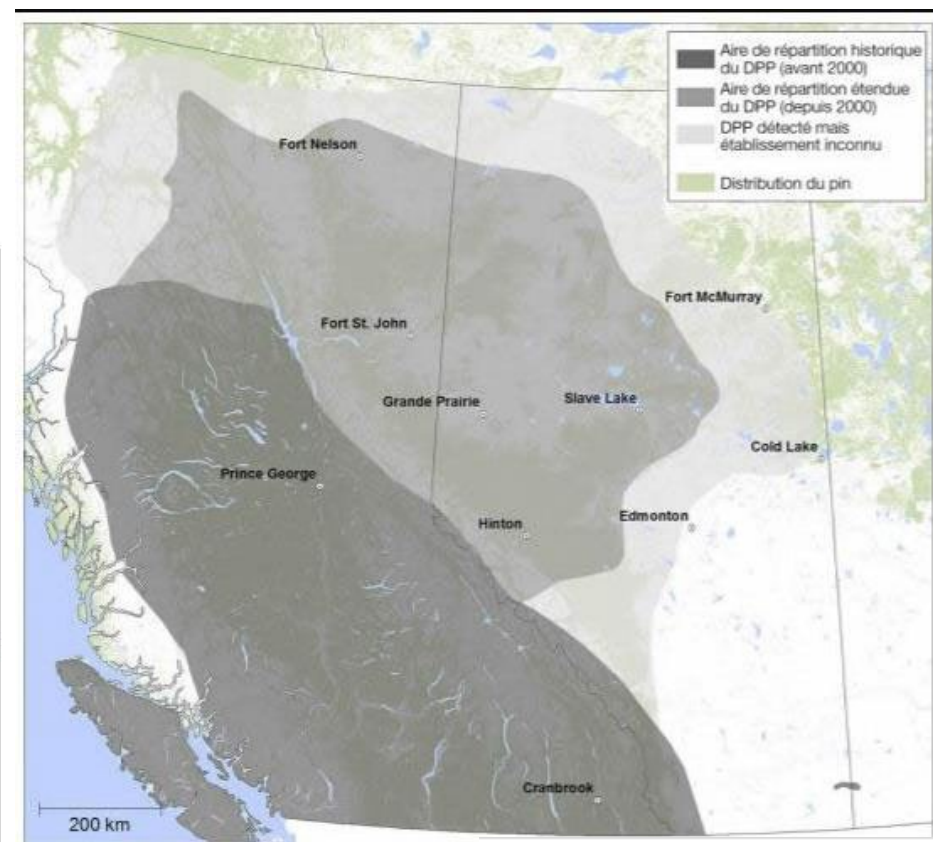 Aire de répartition historique
du DPP (avant 2000)
Aire de répartition étendue
du DPP (depuis 2000)
DPP détecté mais
établissement inconnu
Distribution du pin
Fort Nelson
Fort McMurray
Fort St. John
Grande Prairie
Slave Lake
Cold Lake
Prince George
Hinton
Edmonton
Cranbrook
200 km